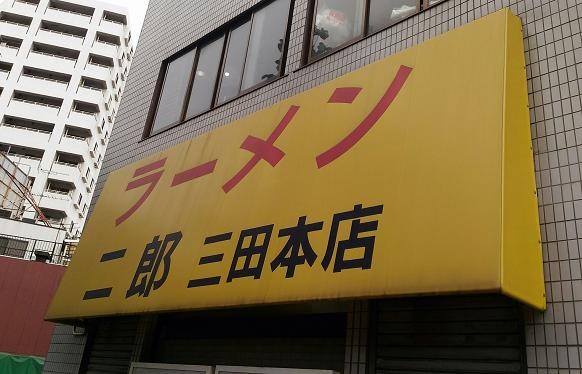 ラーメン
二郎 三田本店